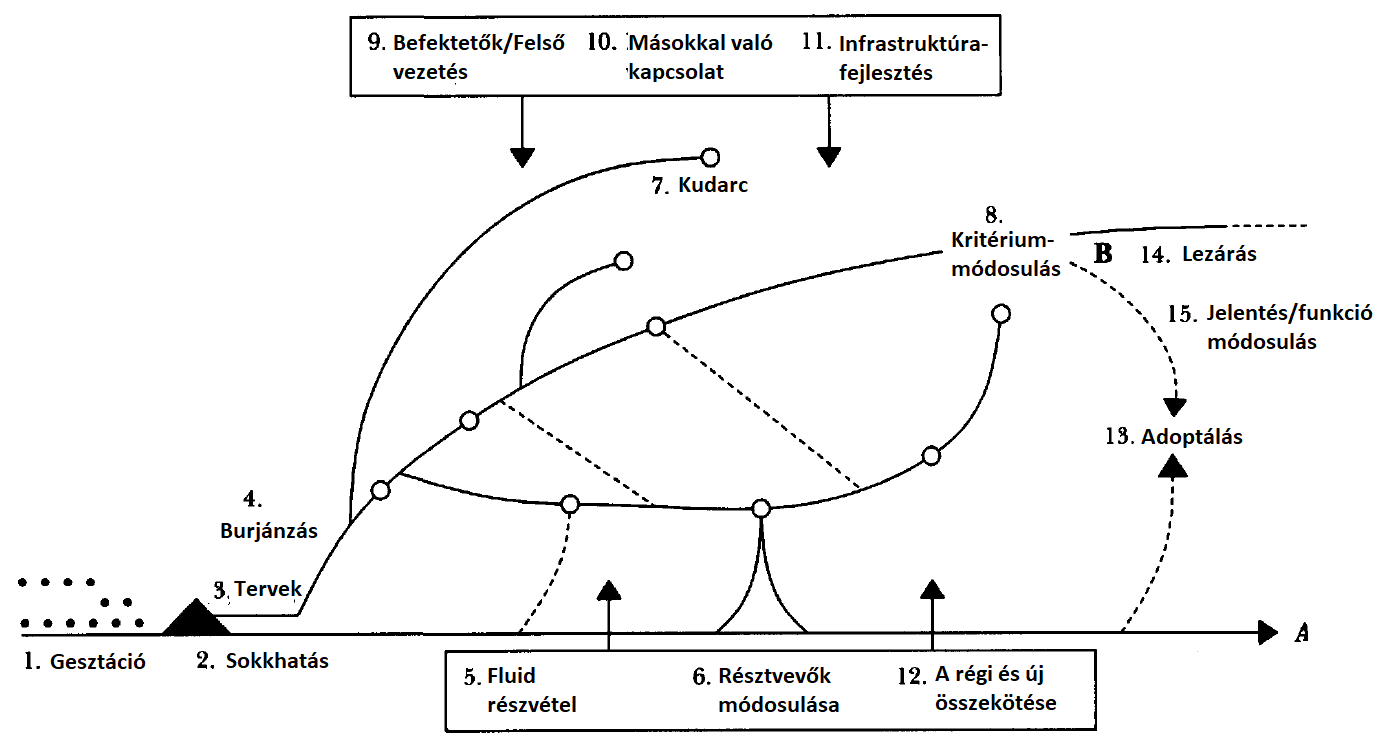 9. Befektetők/Felső
vezetés
10. Másokkal való
kapcsolat
11. Infrastruktúra-
fejlesztés
7. Kudarc
8.
Kritérium-
módosulás
B
14. Lezárás
15. Jelentés/funkció
módosulás
13. Adoptálás
4.
Burjánzás
3. Tervek
A
1. Gesztáció
2. Sokkhatás
5. Fluid
részvétel
6. Résztvevők
módosulása
12. A régi és új
összekötése